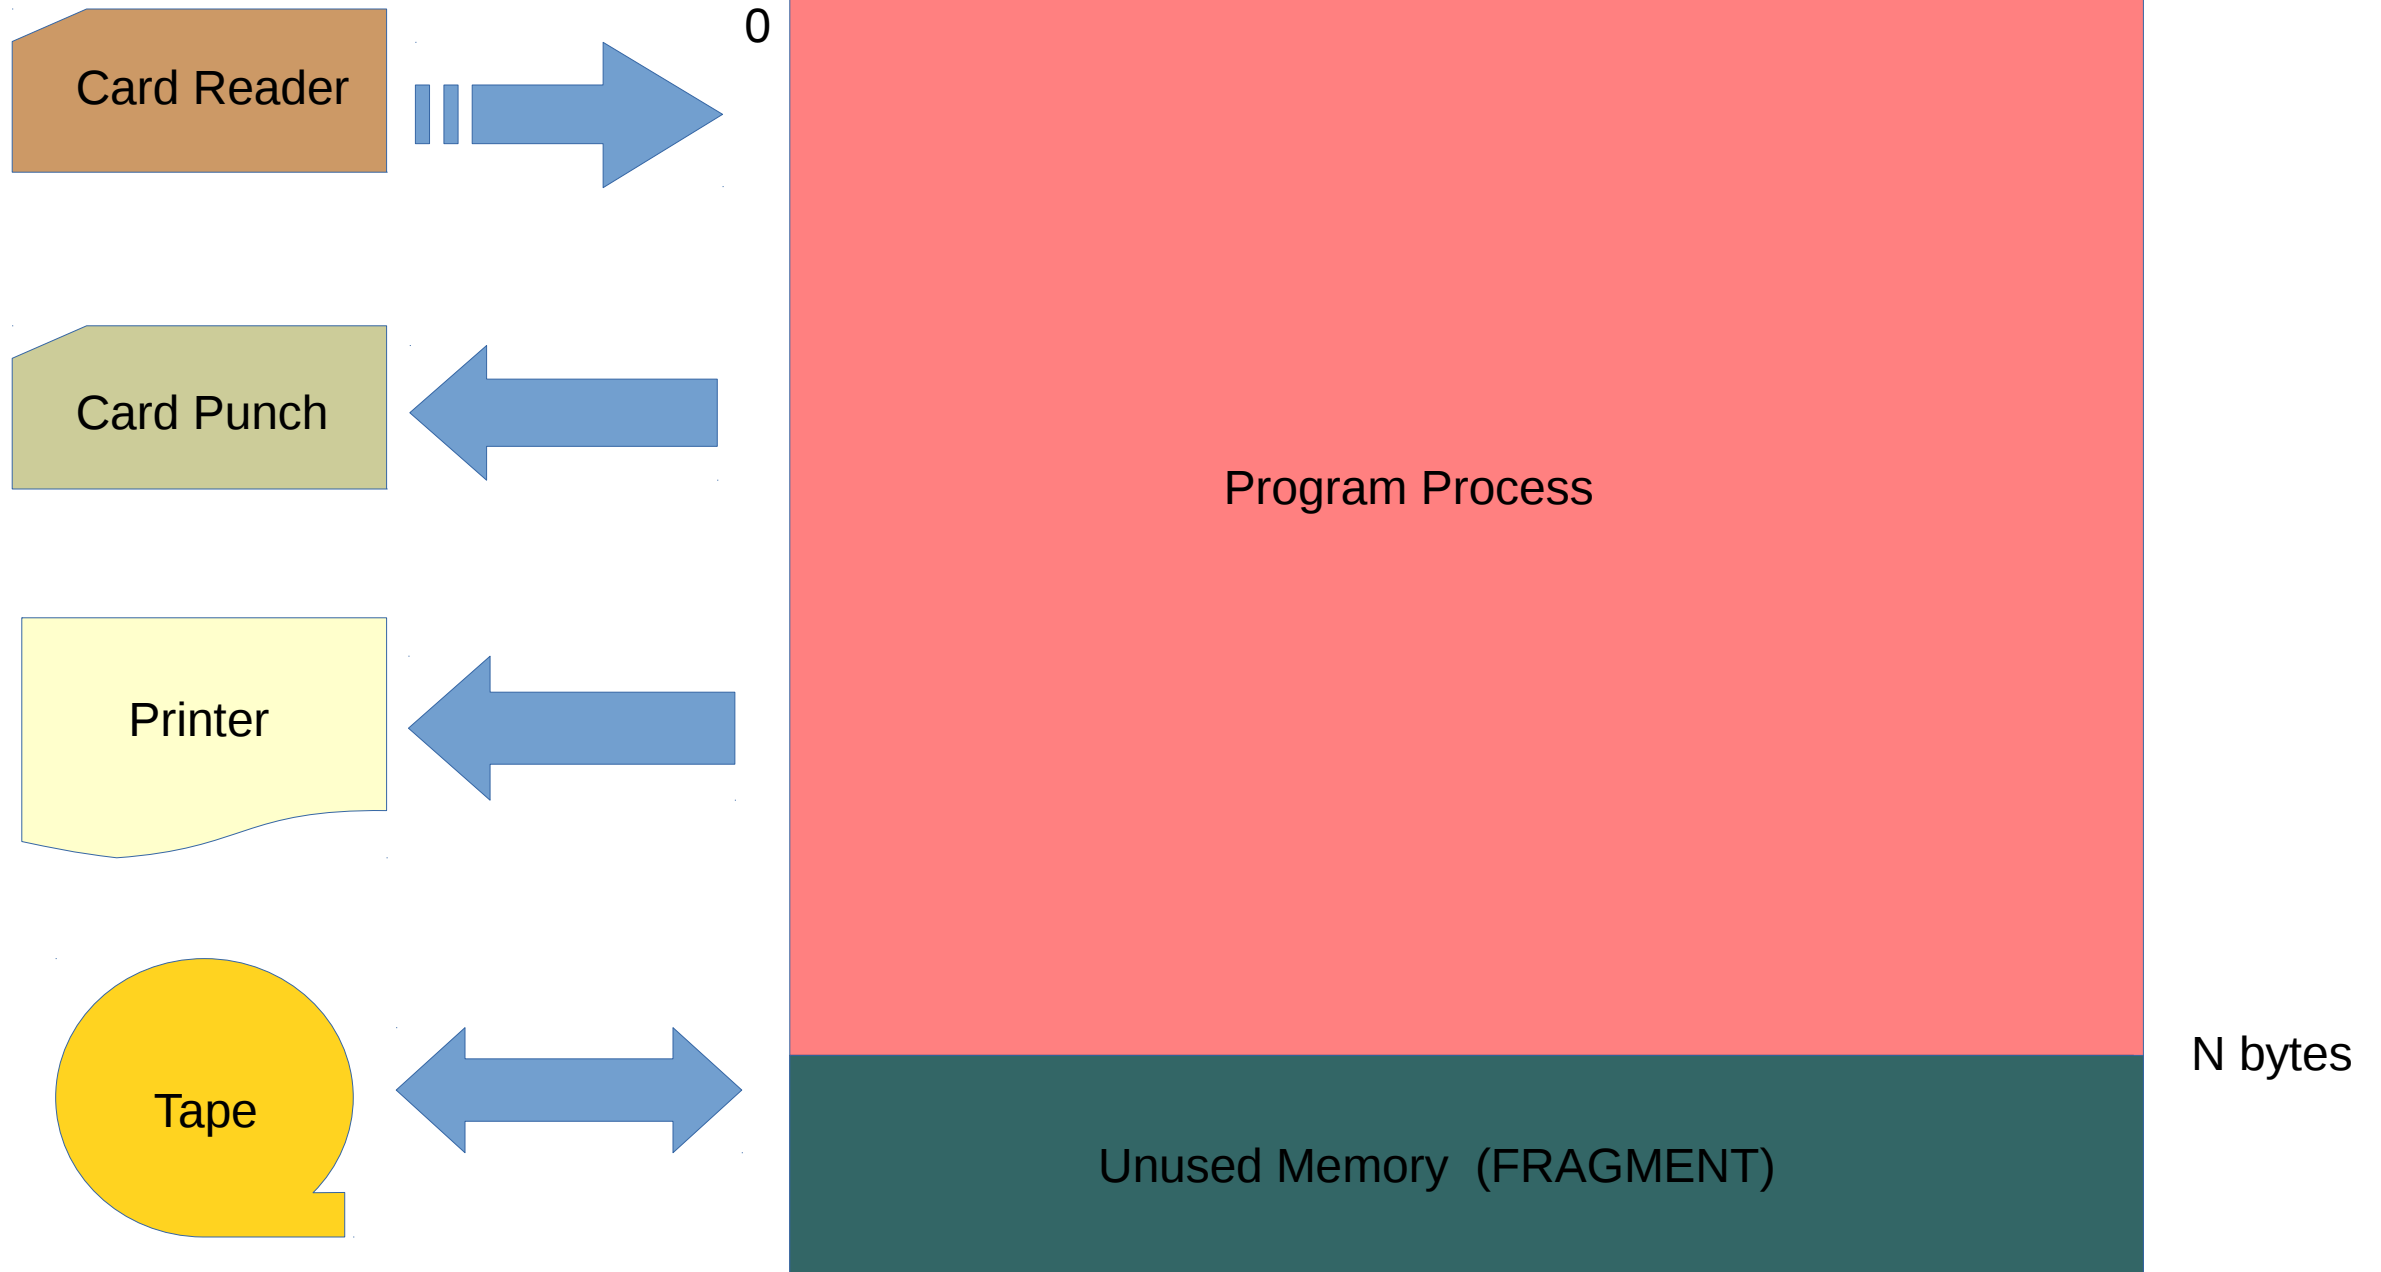 Card Reader
0
Card Punch
Program Process
Printer
Tape
N bytes
Unused Memory  (FRAGMENT)